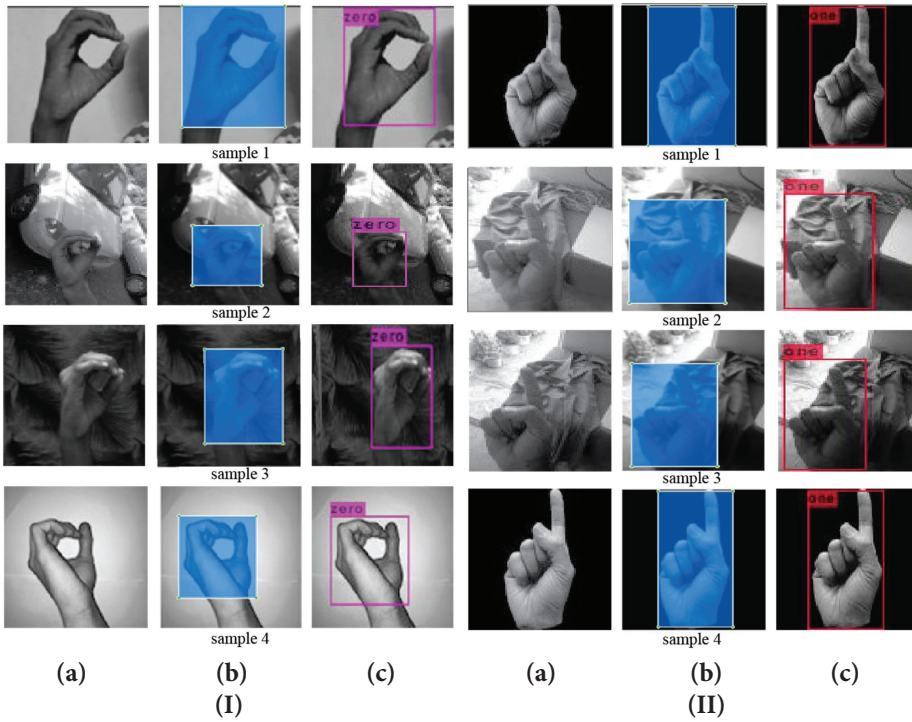 zero
one
sample 1
sample 1
zero
one
sample 2
sample 2
zero
one
sample 3
sample 3
zero
one
sample 4
sample 4
(a) (b) (c) (a) (b) (c)
(I) (II)